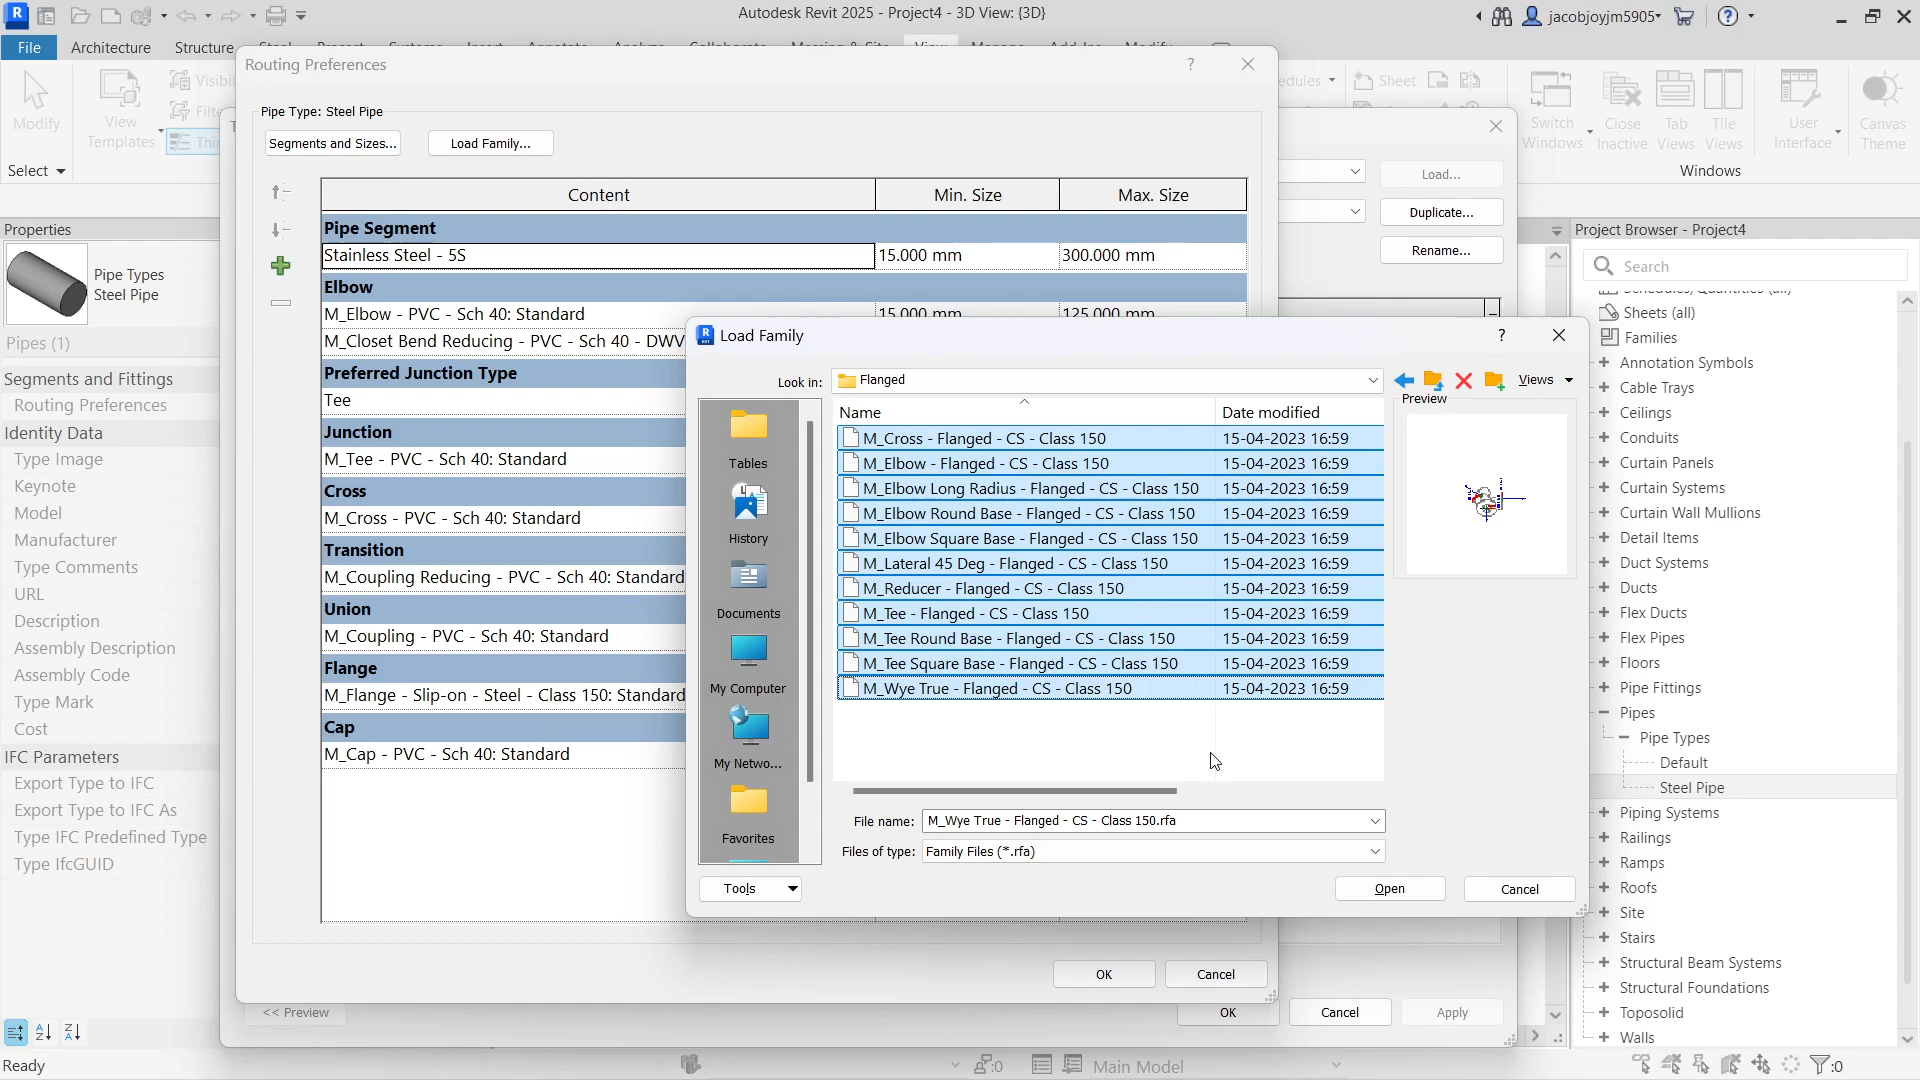 Autodesk Revit 2025 - Project4 - 3D View: {3D}
jacobjoyjm5905
File
Architecture
Structure
Modify
View
Templates
Select
Sheet
Switch
Windows
Close
Inactive
Tab
Views
Tile
Views
User
Interface
Canvas
Theme
Windows
Properties
Pipe Types
Steel Pipe
Pipes (1)
Segments and Fittings
Routing Preferences
Identity Data
Type Image
Keynote
Model
Manufacturer
Type Comments
URL
Description
Assembly Description
Assembly Code
Type Mark
Cost
IFC Parameters
Export Type to IFC
Export Type to IFC As
Type IFC Predefined Type
Type IfcGUID
Ready
Routing Preferences
Pipe Type: Steel Pipe
Segments and Sizes...
Load Family...
Content Min. Size Max. Size
Pipe Segment
Stainless Steel - 5S 15.000 mm 300.000 mm
Elbow
M_Elbow - PVC - Sch 40: Standard 15.000 mm 125.000 mm
M_Closet Bend Reducing - PVC - Sch 40 - DWV
Preferred Junction Type
Tee
Junction
M_Tee - PVC - Sch 40: Standard
Cross
M_Cross - PVC - Sch 40: Standard
Transition
M_Coupling Reducing - PVC - Sch 40: Standard
Union
M_Coupling - PVC - Sch 40: Standard
Flange
M_Flange - Slip-on - Steel - Class 150: Standard
Cap
M_Cap - PVC - Sch 40: Standard
OK
Cancel
Load...
Duplicate...
Rename...
<< Preview
OK
Cancel
Apply
Load Family
Look in:
Flanged
Views
Preview
Tables
History
Documents
My Computer
My Netwo...
Favorites
Name Date modified
M_Cross - Flanged - CS - Class 150 15-04-2023 16:59
M_Elbow - Flanged - CS - Class 150 15-04-2023 16:59
M_Elbow Long Radius - Flanged - CS - Class 150 15-04-2023 16:59
M_Elbow Round Base - Flanged - CS - Class 150 15-04-2023 16:59
M_Elbow Square Base - Flanged - CS - Class 150 15-04-2023 16:59
M_Lateral 45 Deg - Flanged - CS - Class 150 15-04-2023 16:59
M_Reducer - Flanged - CS - Class 150 15-04-2023 16:59
M_Tee - Flanged - CS - Class 150 15-04-2023 16:59
M_Tee Round Base - Flanged - CS - Class 150 15-04-2023 16:59
M_Tee Square Base - Flanged - CS - Class 150 15-04-2023 16:59
M_Wye True - Flanged - CS - Class 150 15-04-2023 16:59
File name: M_Wye True - Flanged - CS - Class 150.rfa
Files of type: Family Files (*.rfa)
Tools
Open
Cancel
Project Browser - Project4
Search
Sheets (all)
Families
Annotation Symbols
Cable Trays
Ceilings
Conduits
Curtain Panels
Curtain Systems
Curtain Wall Mullions
Detail Items
Duct Systems
Ducts
Flex Ducts
Flex Pipes
Floors
Pipe Fittings
Pipes
Pipe Types
Default
Steel Pipe
Piping Systems
Railings
Ramps
Roofs
Site
Stairs
Structural Beam Systems
Structural Foundations
Toposolid
Walls
:0
Main Model
:0